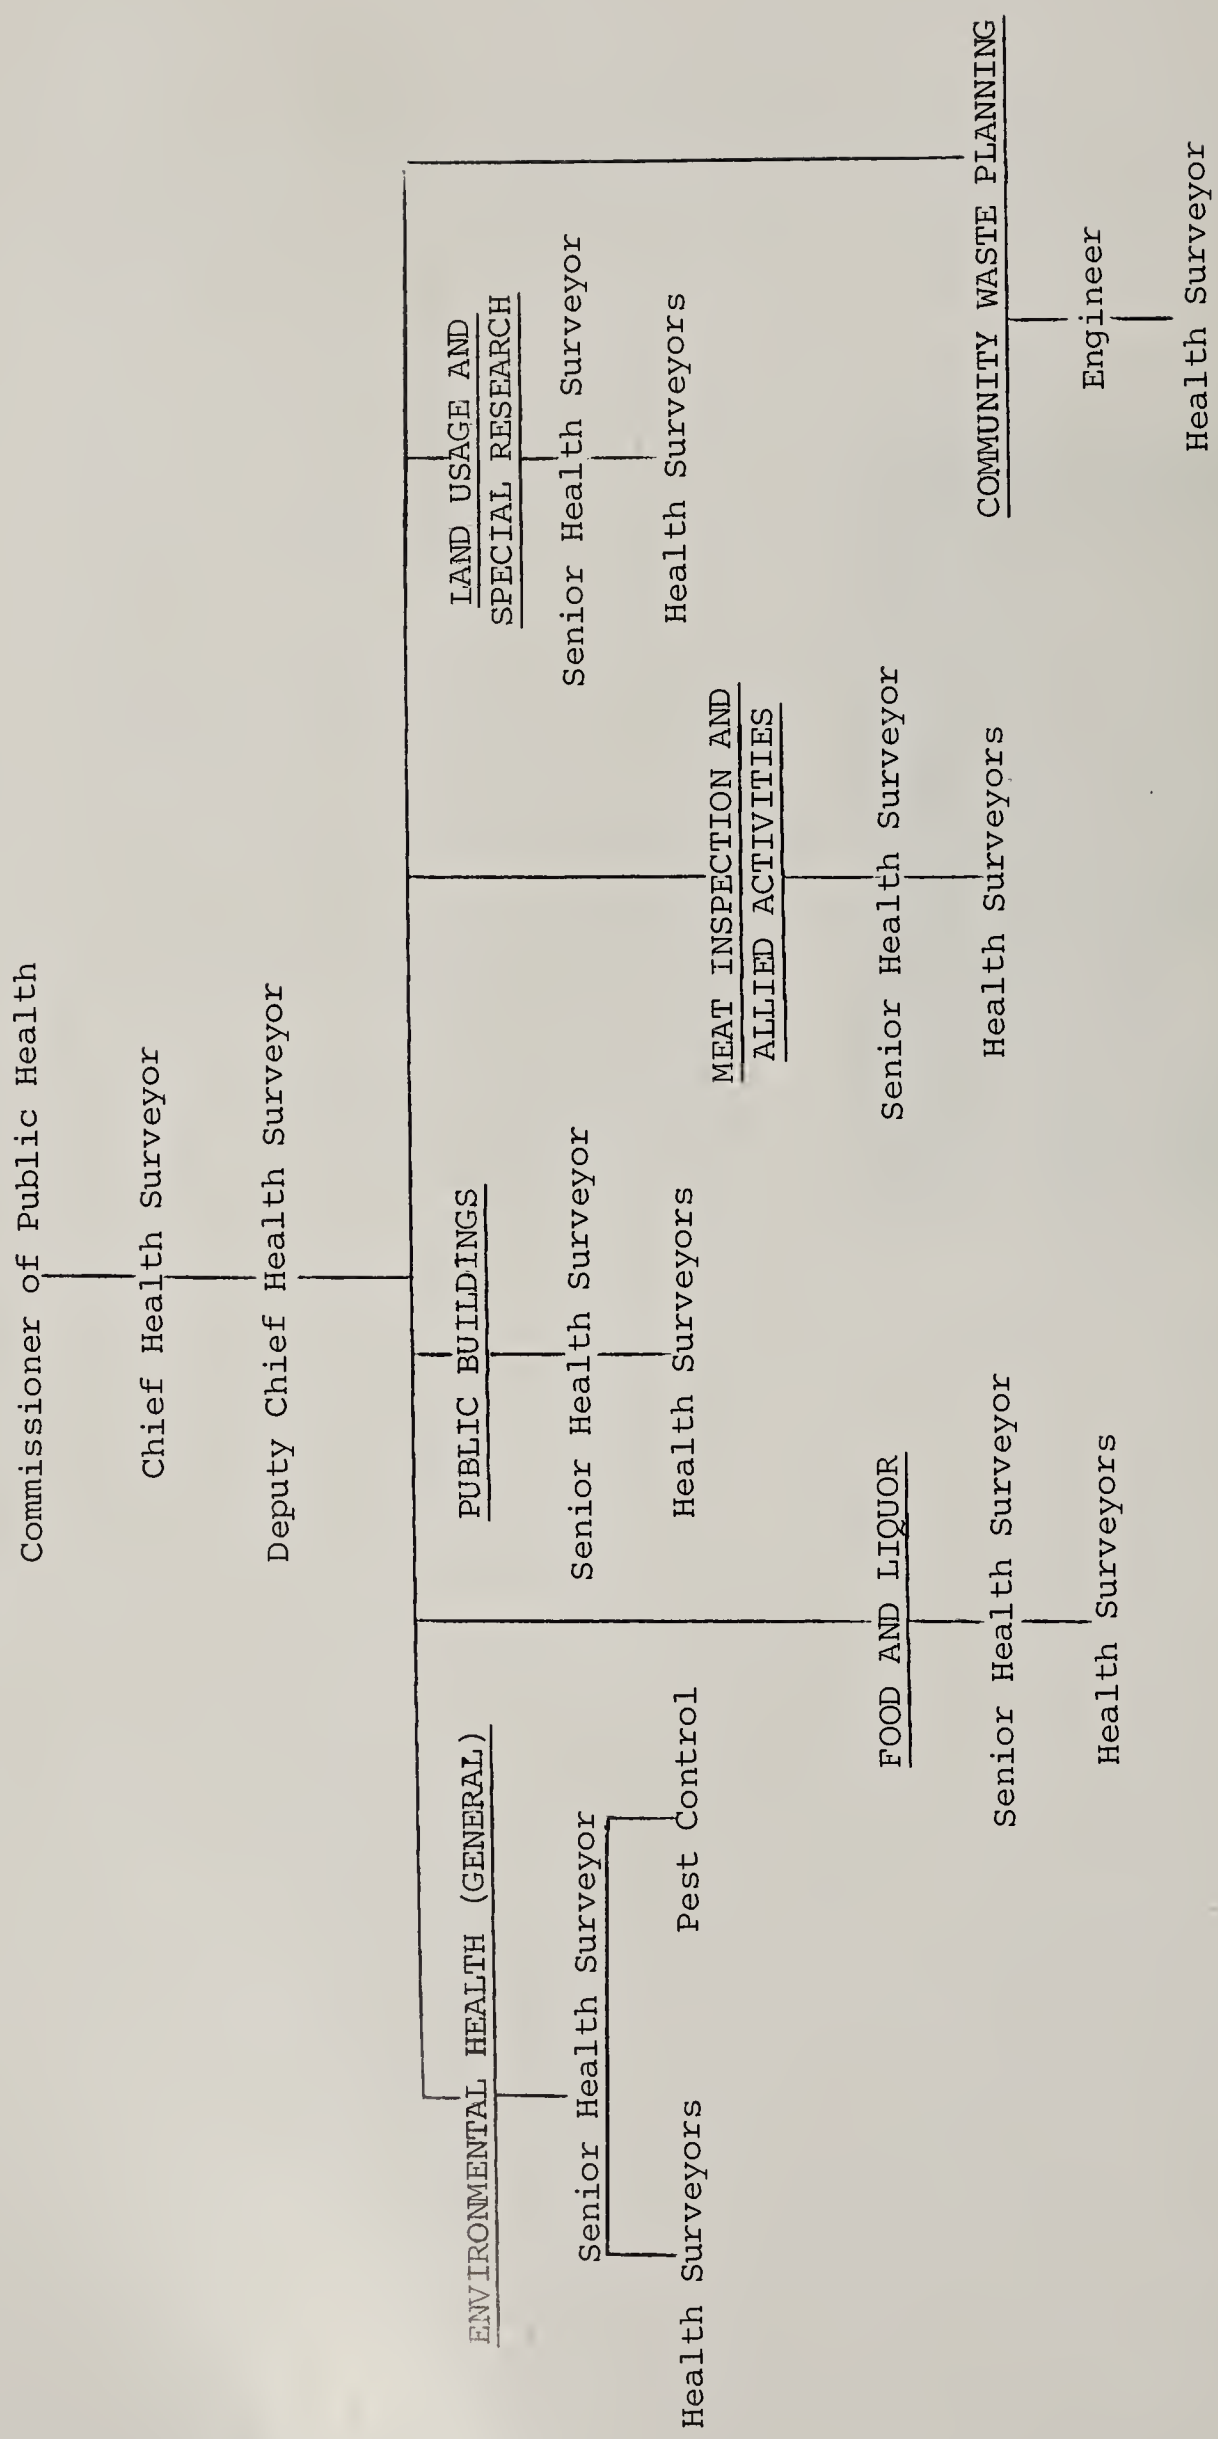 Commissioner of Public Health
Chief Health Surveyor
Deputy Chief Health Surveyor
ENVIRONMENTAL HEALTH (GENERAL)
Senior Health Surveyor
Health Surveyors
Pest Control
FOOD AND LIQUOR
Senior Health Surveyor
Health Surveyors
PUBLIC BUILDINGS
Senior Health Surveyor
Health Surveyors
MEAT INSPECTION AND
ALLIED ACTIVITIES
Senior Health Surveyor
Health Surveyors
LAND USAGE AND
SPECIAL RESEARCH
Senior Health Surveyor
Health Surveyors
COMMUNITY WASTE PLANNING
Engineer
Health Surveyor